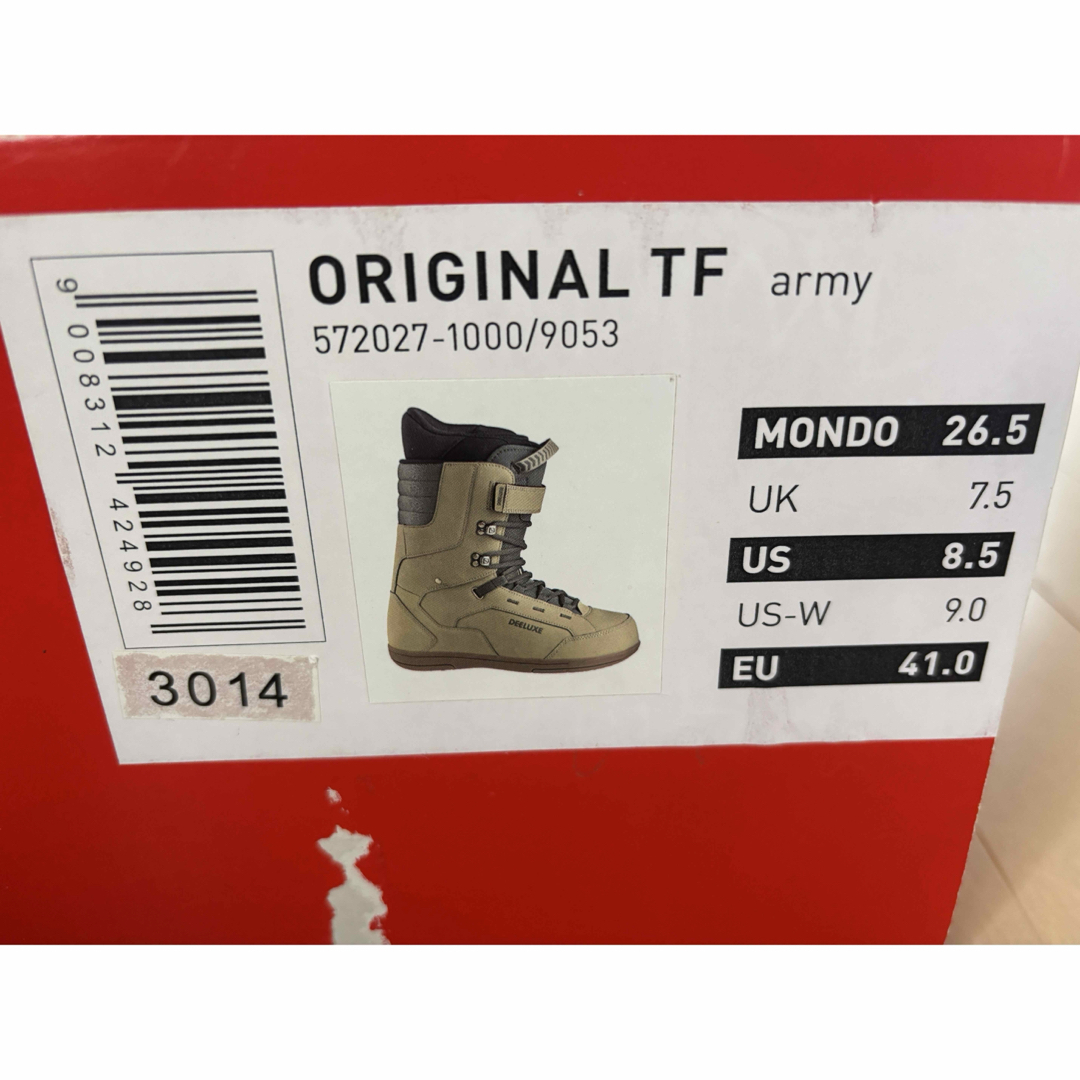 ORIGINAL TF army
572027-1000/9053
9 008312 424928
3014
DEELUXE
MONDO 26.5
UK 7.5
US 8.5
US-W 9.0
EU 41.0